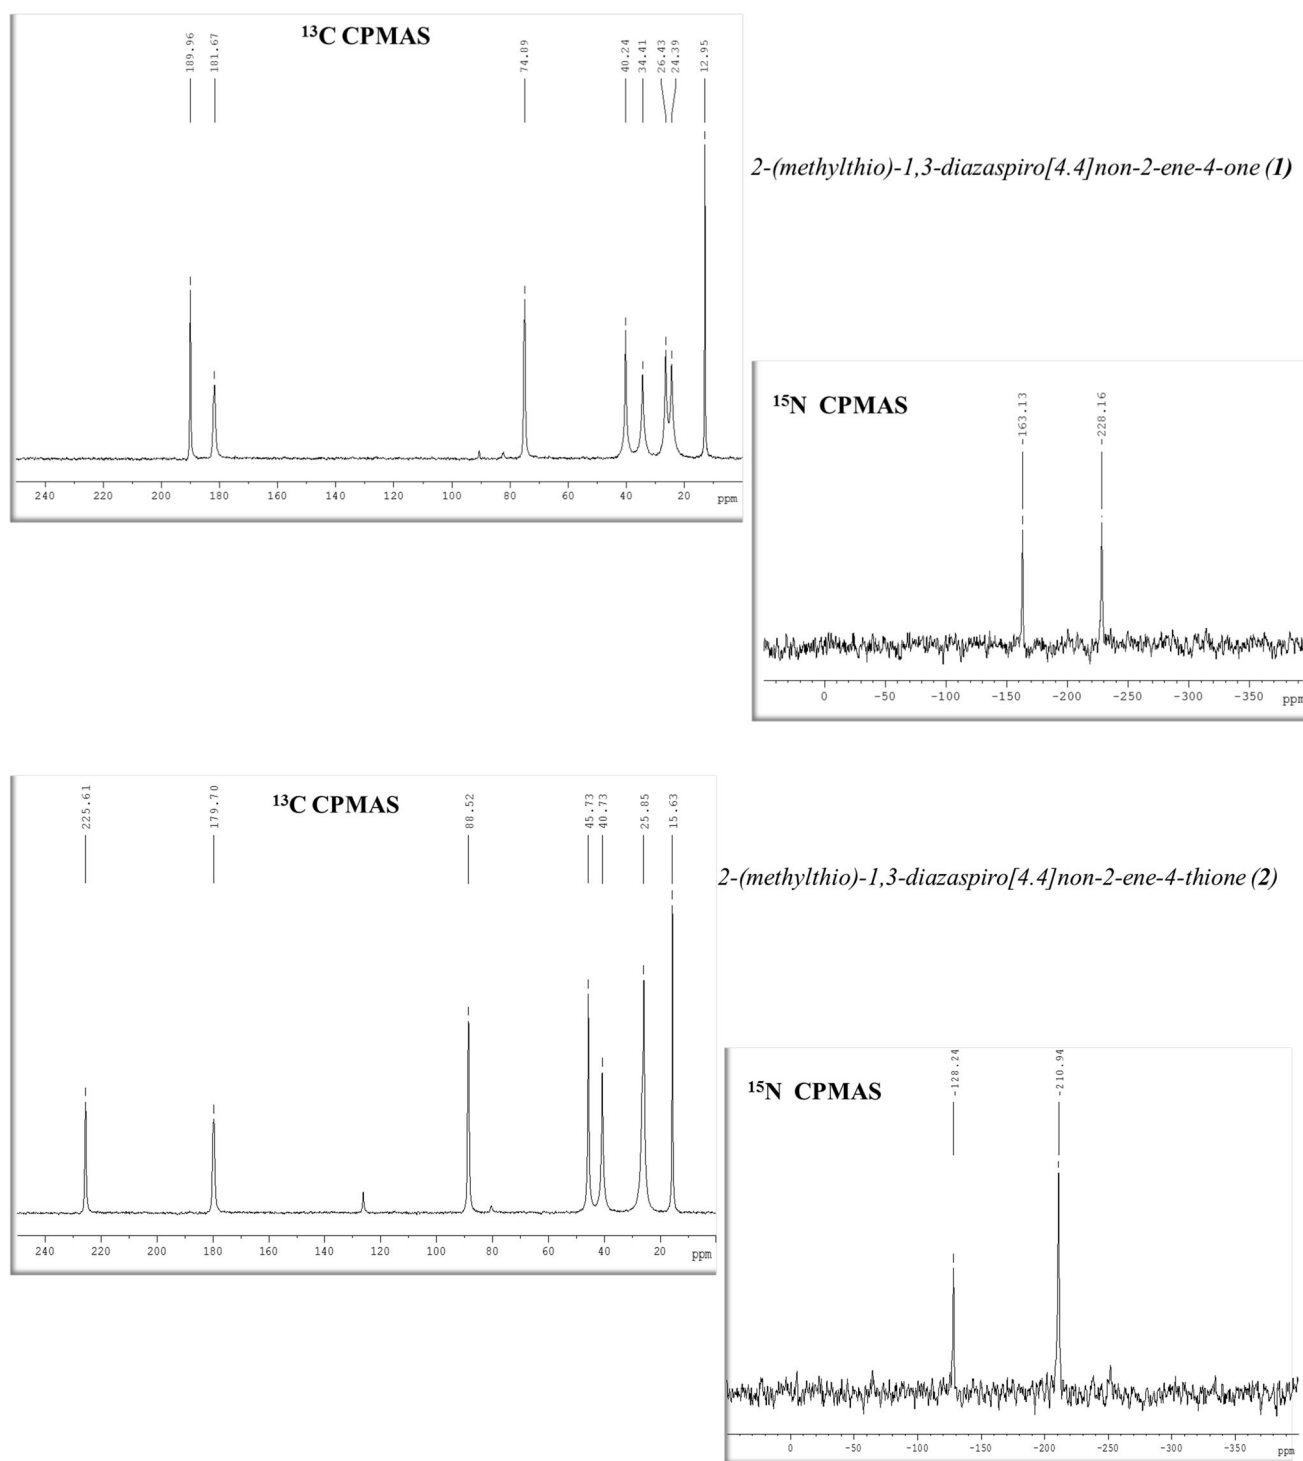 ¹³C CPMAS
189.96
181.67
74.89
40.24
34.41
26.43
24.39
12.95
240 220 200 180 160 140 120 100 80 60 40 20 ppm
2-(methylthio)-1,3-diazaspiro[4.4]non-2-ene-4-one (1)
¹⁵N CPMAS
-163.13
-228.16
0 -50 -100 -150 -200 -250 -300 -350 ppm
¹³C CPMAS
225.61
179.70
88.52
45.73
40.73
25.85
15.63
240 220 200 180 160 140 120 100 80 60 40 20 ppm
2-(methylthio)-1,3-diazaspiro[4.4]non-2-ene-4-thione (2)
¹⁵N CPMAS
-128.24
-210.94
0 -50 -100 -150 -200 -250 -300 -350 ppm